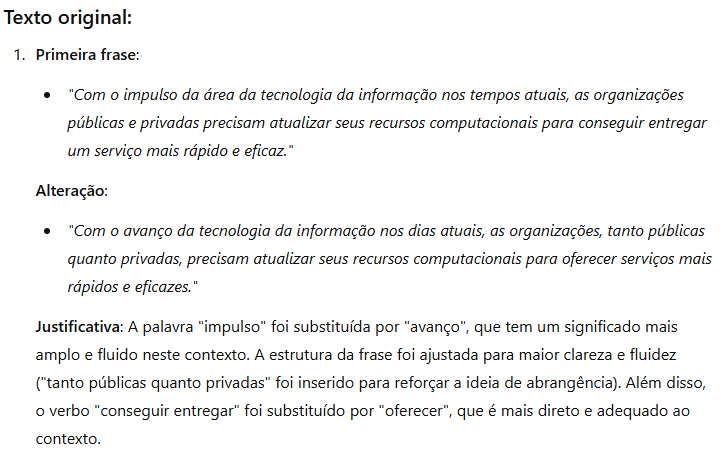 Texto original:
1. Primeira frase:
• "Com o impulso da área da tecnologia da informação nos tempos atuais, as organizações
públicas e privadas precisam atualizar seus recursos computacionais para conseguir entregar
um serviço mais rápido e eficaz."
Alteração:
• "Com o avanço da tecnologia da informação nos dias atuais, as organizações, tanto públicas
quanto privadas, precisam atualizar seus recursos computacionais para oferecer serviços mais
rápidos e eficazes."
Justificativa: A palavra "impulso" foi substituída por "avanço", que tem um significado mais
amplo e fluido neste contexto. A estrutura da frase foi ajustada para maior clareza e fluidez
("tanto públicas quanto privadas" foi inserido para reforçar a ideia de abrangência). Além disso,
o verbo "conseguir entregar" foi substituído por "oferecer", que é mais direto e adequado ao
contexto.